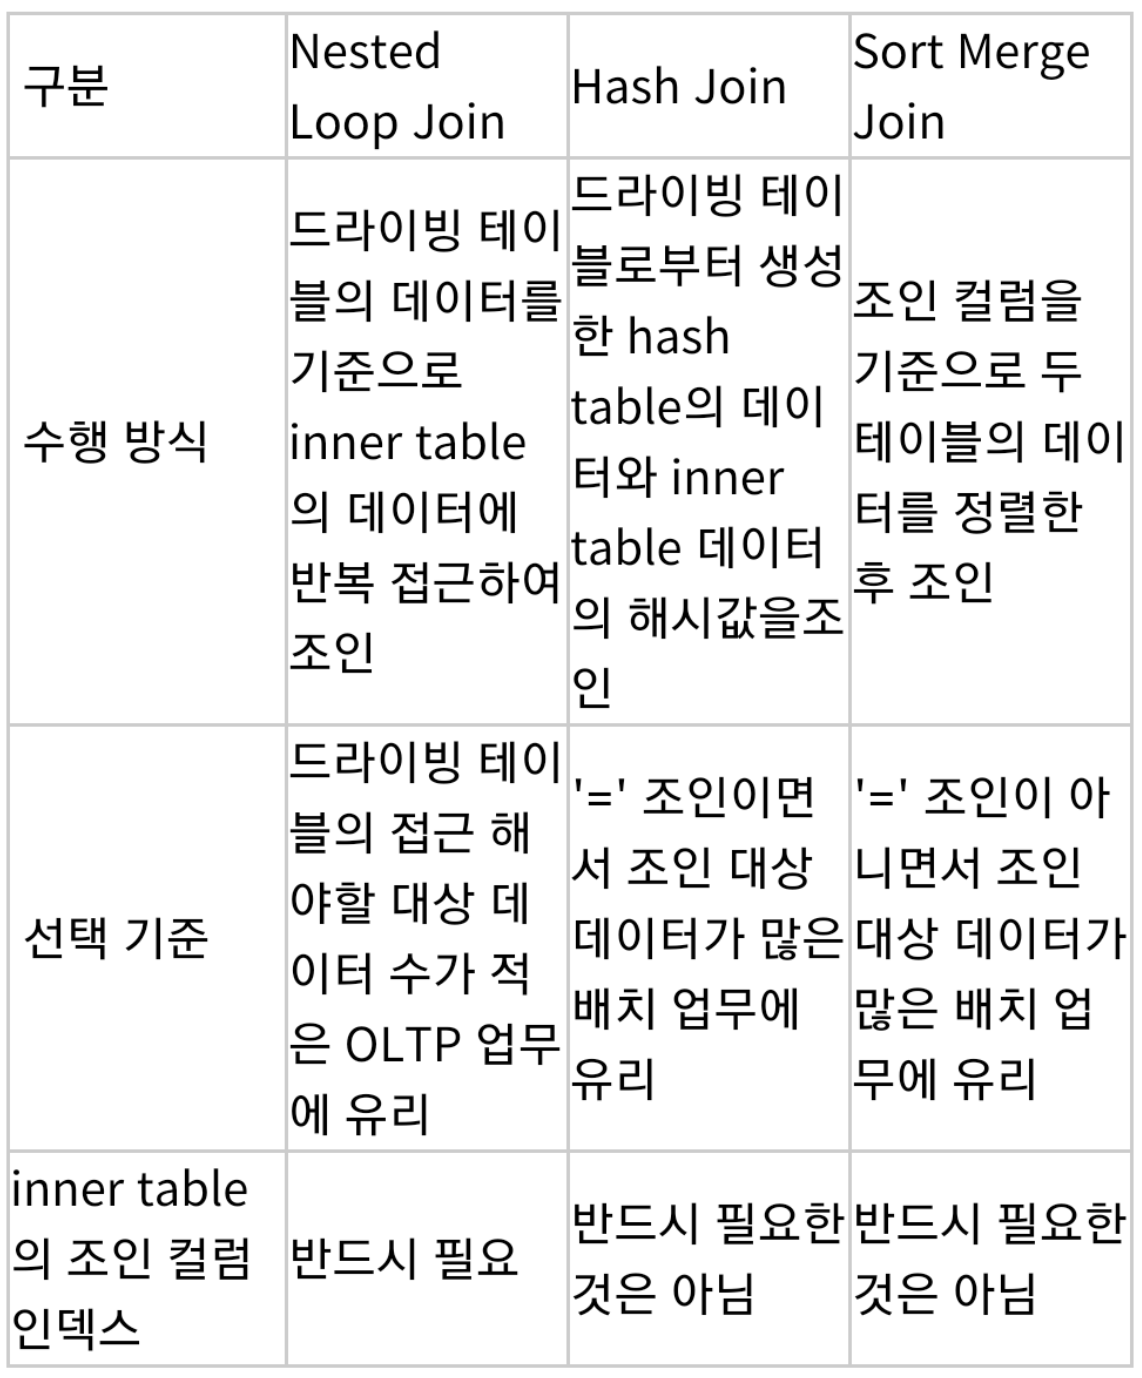 구분
Nested
Loop Join
Hash Join
Sort Merge
Join
수행 방식
드라이빙 테이
블의 데이터를
기준으로
inner table
의 데이터에
반복 접근하여
조인
드라이빙 테이
블로부터 생성
한 hash
table의 데이
터와 inner
table 데이터
의 해시값을조
인
조인 컬럼을
기준으로 두
테이블의 데이
터를 정렬한
후 조인
선택 기준
드라이빙 테이
블의 접근 해
야할 대상 데
이터 수가 적
은 OLTP 업무
에 유리
'=' 조인이면
서 조인 대상
데이터가 많은
배치 업무에
유리
'=' 조인이 아
니면서 조인
대상 데이터가
많은 배치 업
무에 유리
inner table
의 조인 컬럼
인덱스
반드시 필요
반드시 필요한
것은 아님
반드시 필요한
것은 아님